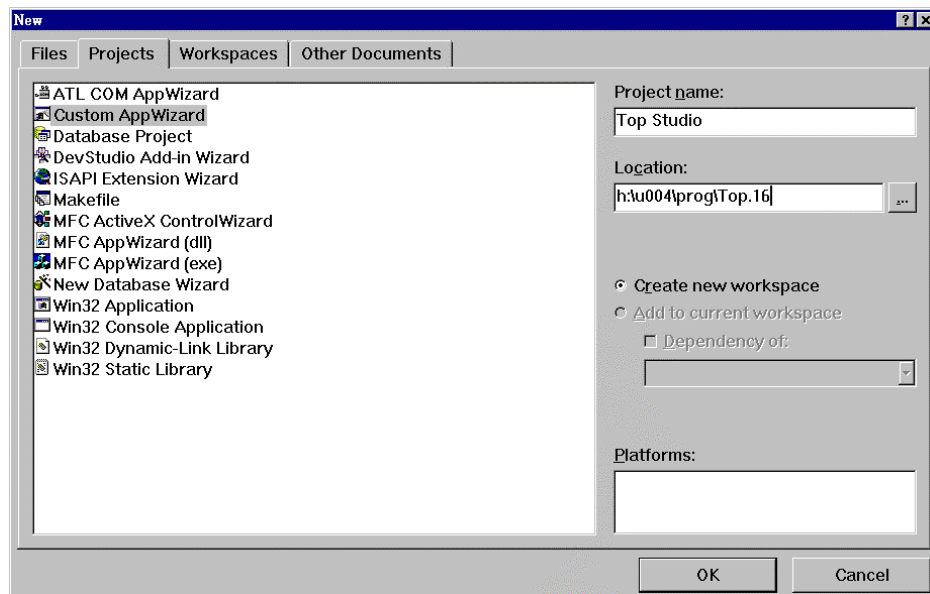 New
Files Projects Workspaces Other Documents
ATL COM AppWizard
Custom AppWizard
Database Project
DevStudio Add-in Wizard
ISAPI Extension Wizard
Makefile
MFC ActiveX ControlWizard
MFC AppWizard (dll)
MFC AppWizard (exe)
New Database Wizard
Win32 Application
Win32 Console Application
Win32 Dynamic-Link Library
Win32 Static Library
Project name:
Top Studio
Location:
h:\u004\prog\Top.16
...
Create new workspace
Add to current workspace
Dependency of:
Platforms:
OK Cancel